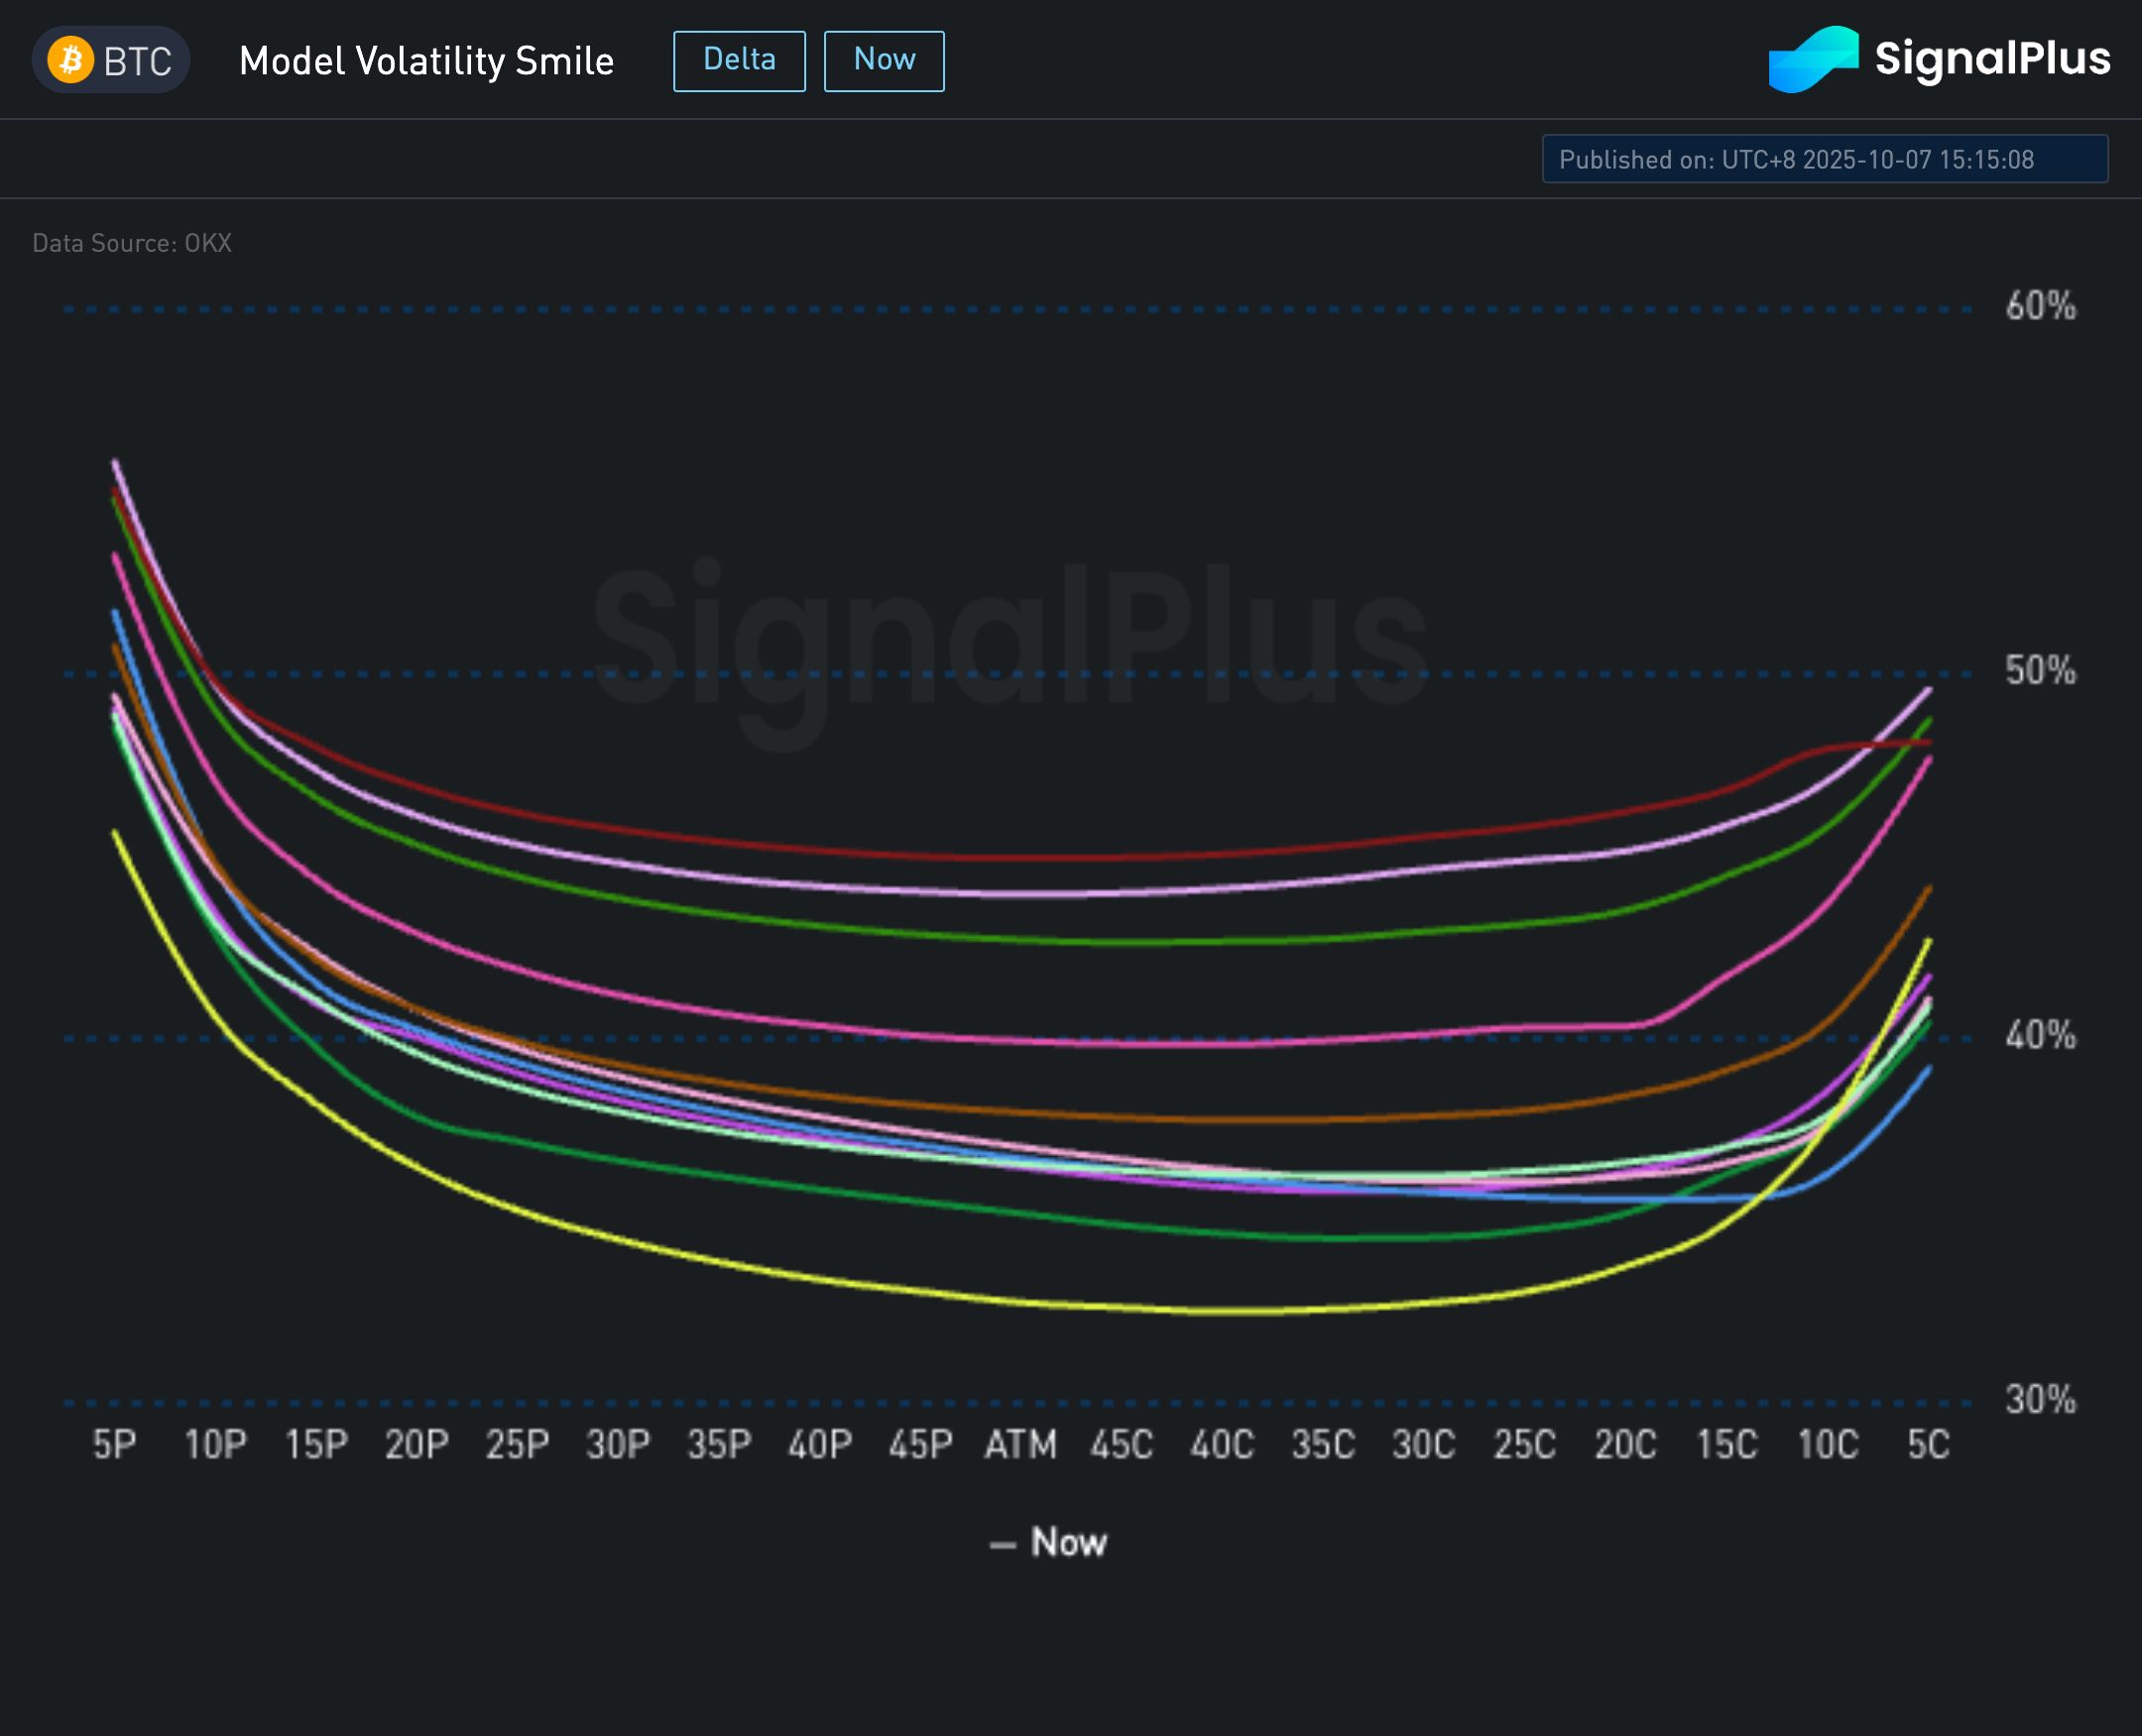 BTC Model Volatility Smile Delta Now SignalPlus
Published on: UTC+8 2025-10-07 15:15:08
Data Source: OKX
60%
SignalPlus
50%
40%
30%
5P 10P 15P 20P 25P 30P 35P 40P 45P ATM 45C 40C 35C 30C 25C 20C 15C 10C 5C
Now